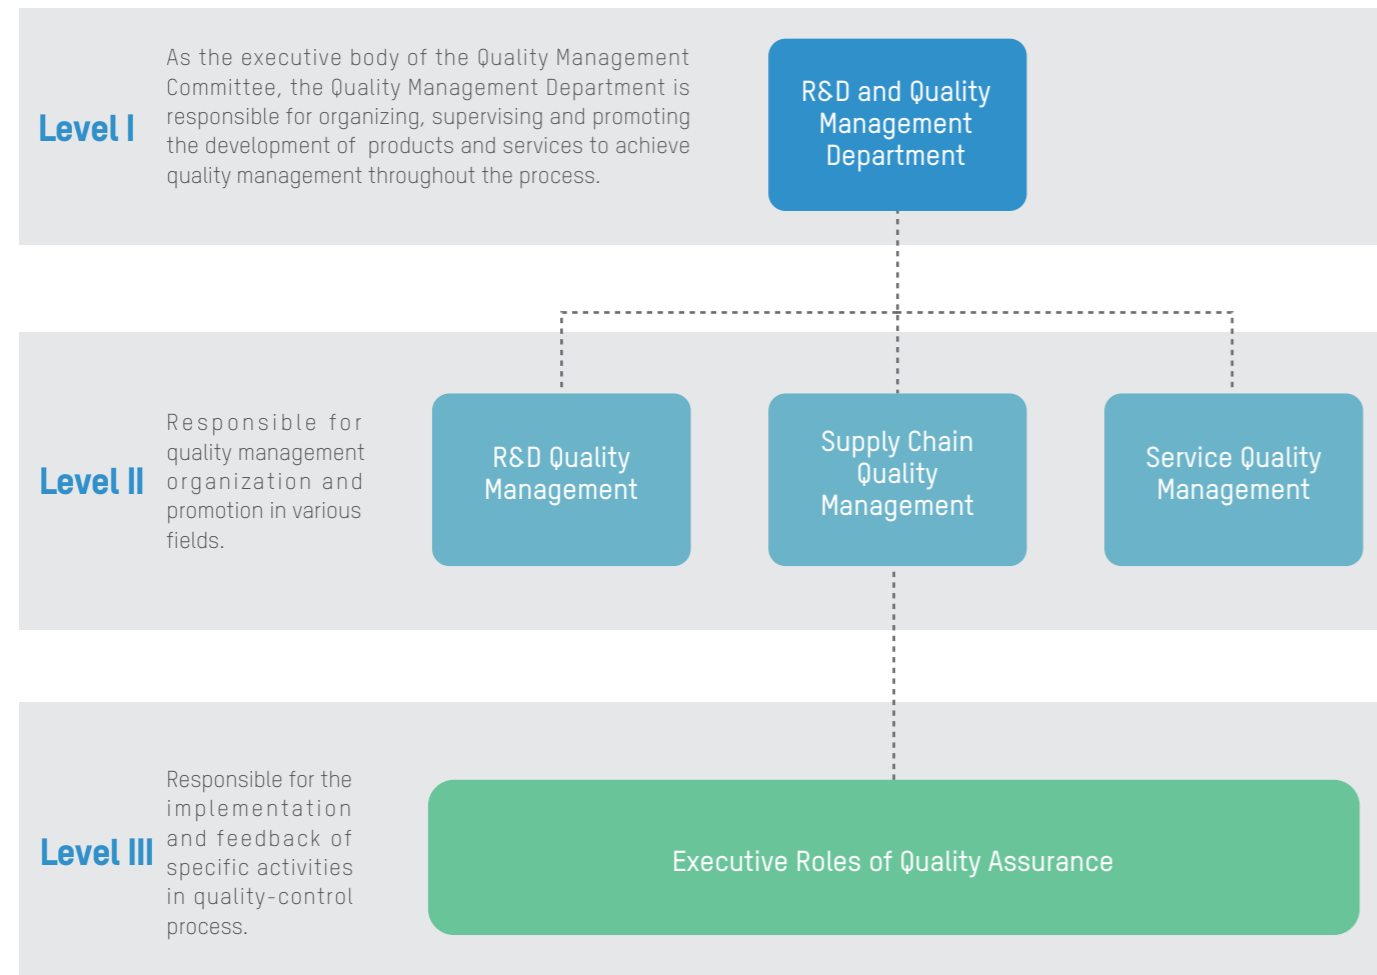 Level I
As the executive body of the Quality Management
Committee, the Quality Management Department is
responsible for organizing, supervising and promoting
the development of products and services to achieve
quality management throughout the process.
R&D and Quality
Management
Department
Level II
Responsible for
quality management
organization and
promotion in various
fields.
R&D Quality
Management
Supply Chain
Quality
Management
Service Quality
Management
Level III
Responsible for the
implementation
and feedback of
specific activities
in quality-control
process.
Executive Roles of Quality Assurance